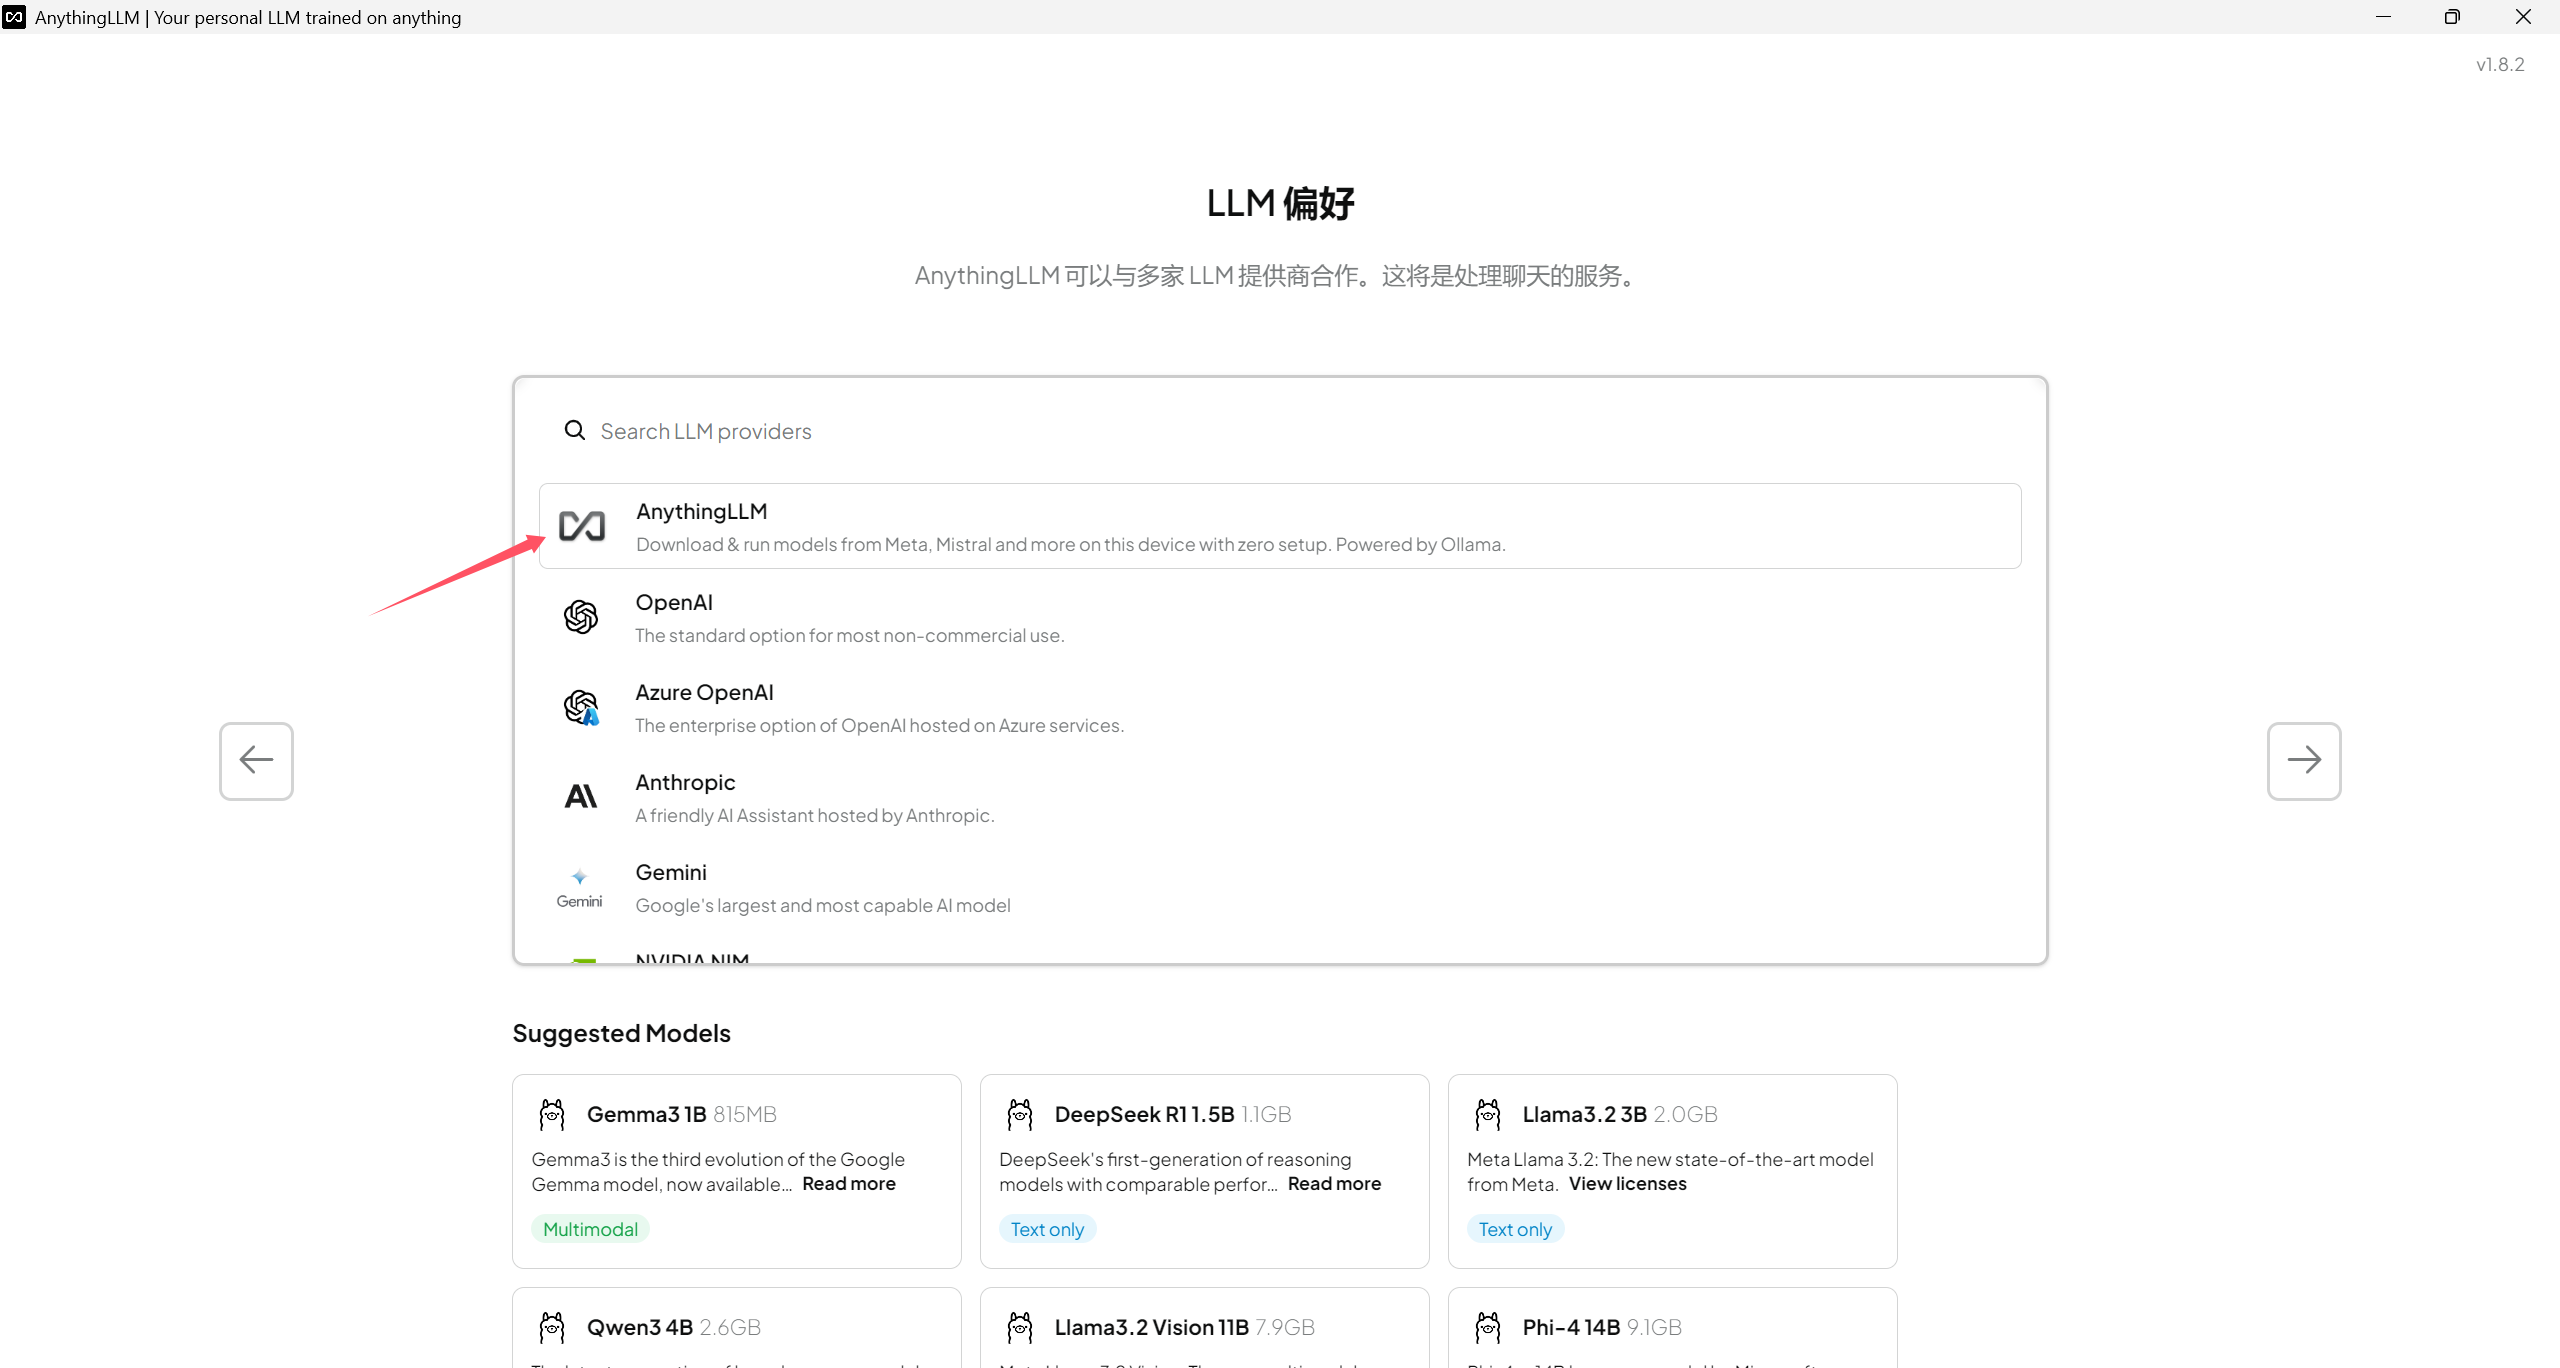 AnythingLLM | Your personal LLM trained on anything
v1.8.2
LLM 偏好
AnythingLLM 可以与多家 LLM 提供商合作。这将是处理聊天的服务。
Search LLM providers
AnythingLLM
Download & run models from Meta, Mistral and more on this device with zero setup. Powered by Ollama.
OpenAI
The standard option for most non-commercial use.
Azure OpenAI
The enterprise option of OpenAI hosted on Azure services.
Anthropic
A friendly AI Assistant hosted by Anthropic.
Gemini
Gemini
Google's largest and most capable AI model
NVIDIA NIM
Suggested Models
Gemma3 1B 815MB
Gemma3 is the third evolution of the Google
Gemma model, now available... Read more
Multimodal
DeepSeek R1 1.5B 1.1GB
DeepSeek's first-generation of reasoning
models with comparable perfor... Read more
Text only
Llama3.2 3B 2.0GB
Meta Llama 3.2: The new state-of-the-art model
from Meta. View licenses
Text only
Qwen3 4B 2.6GB
Llama3.2 Vision 11B 7.9GB
Phi-4 14B 9.1GB